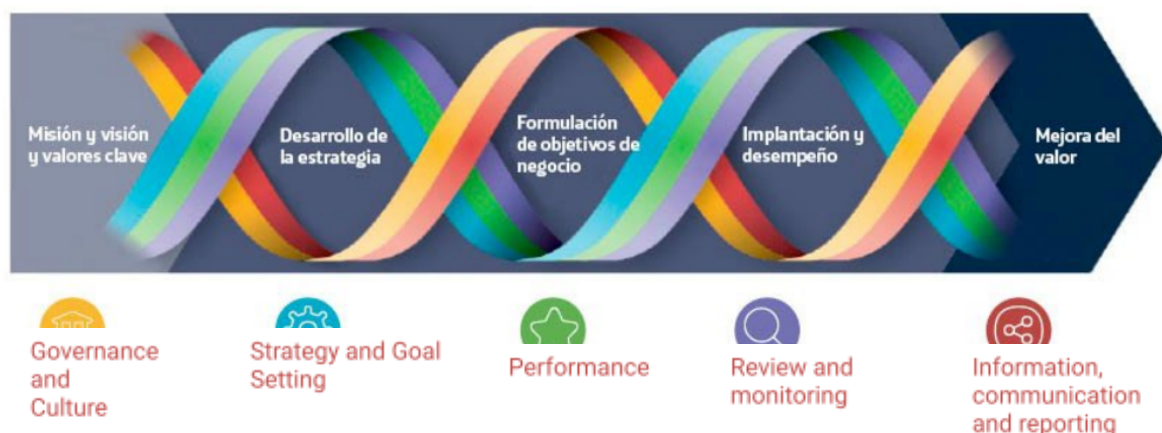 Misión y visión
y valores clave
Desarrollo de
la estrategia
Formulación
de objetivos de
negocio
Implantación y
desempeño
Mejora del
valor
Governance
and
Culture
Strategy and Goal
Setting
Performance
Review and
monitoring
Information,
communication
and reporting